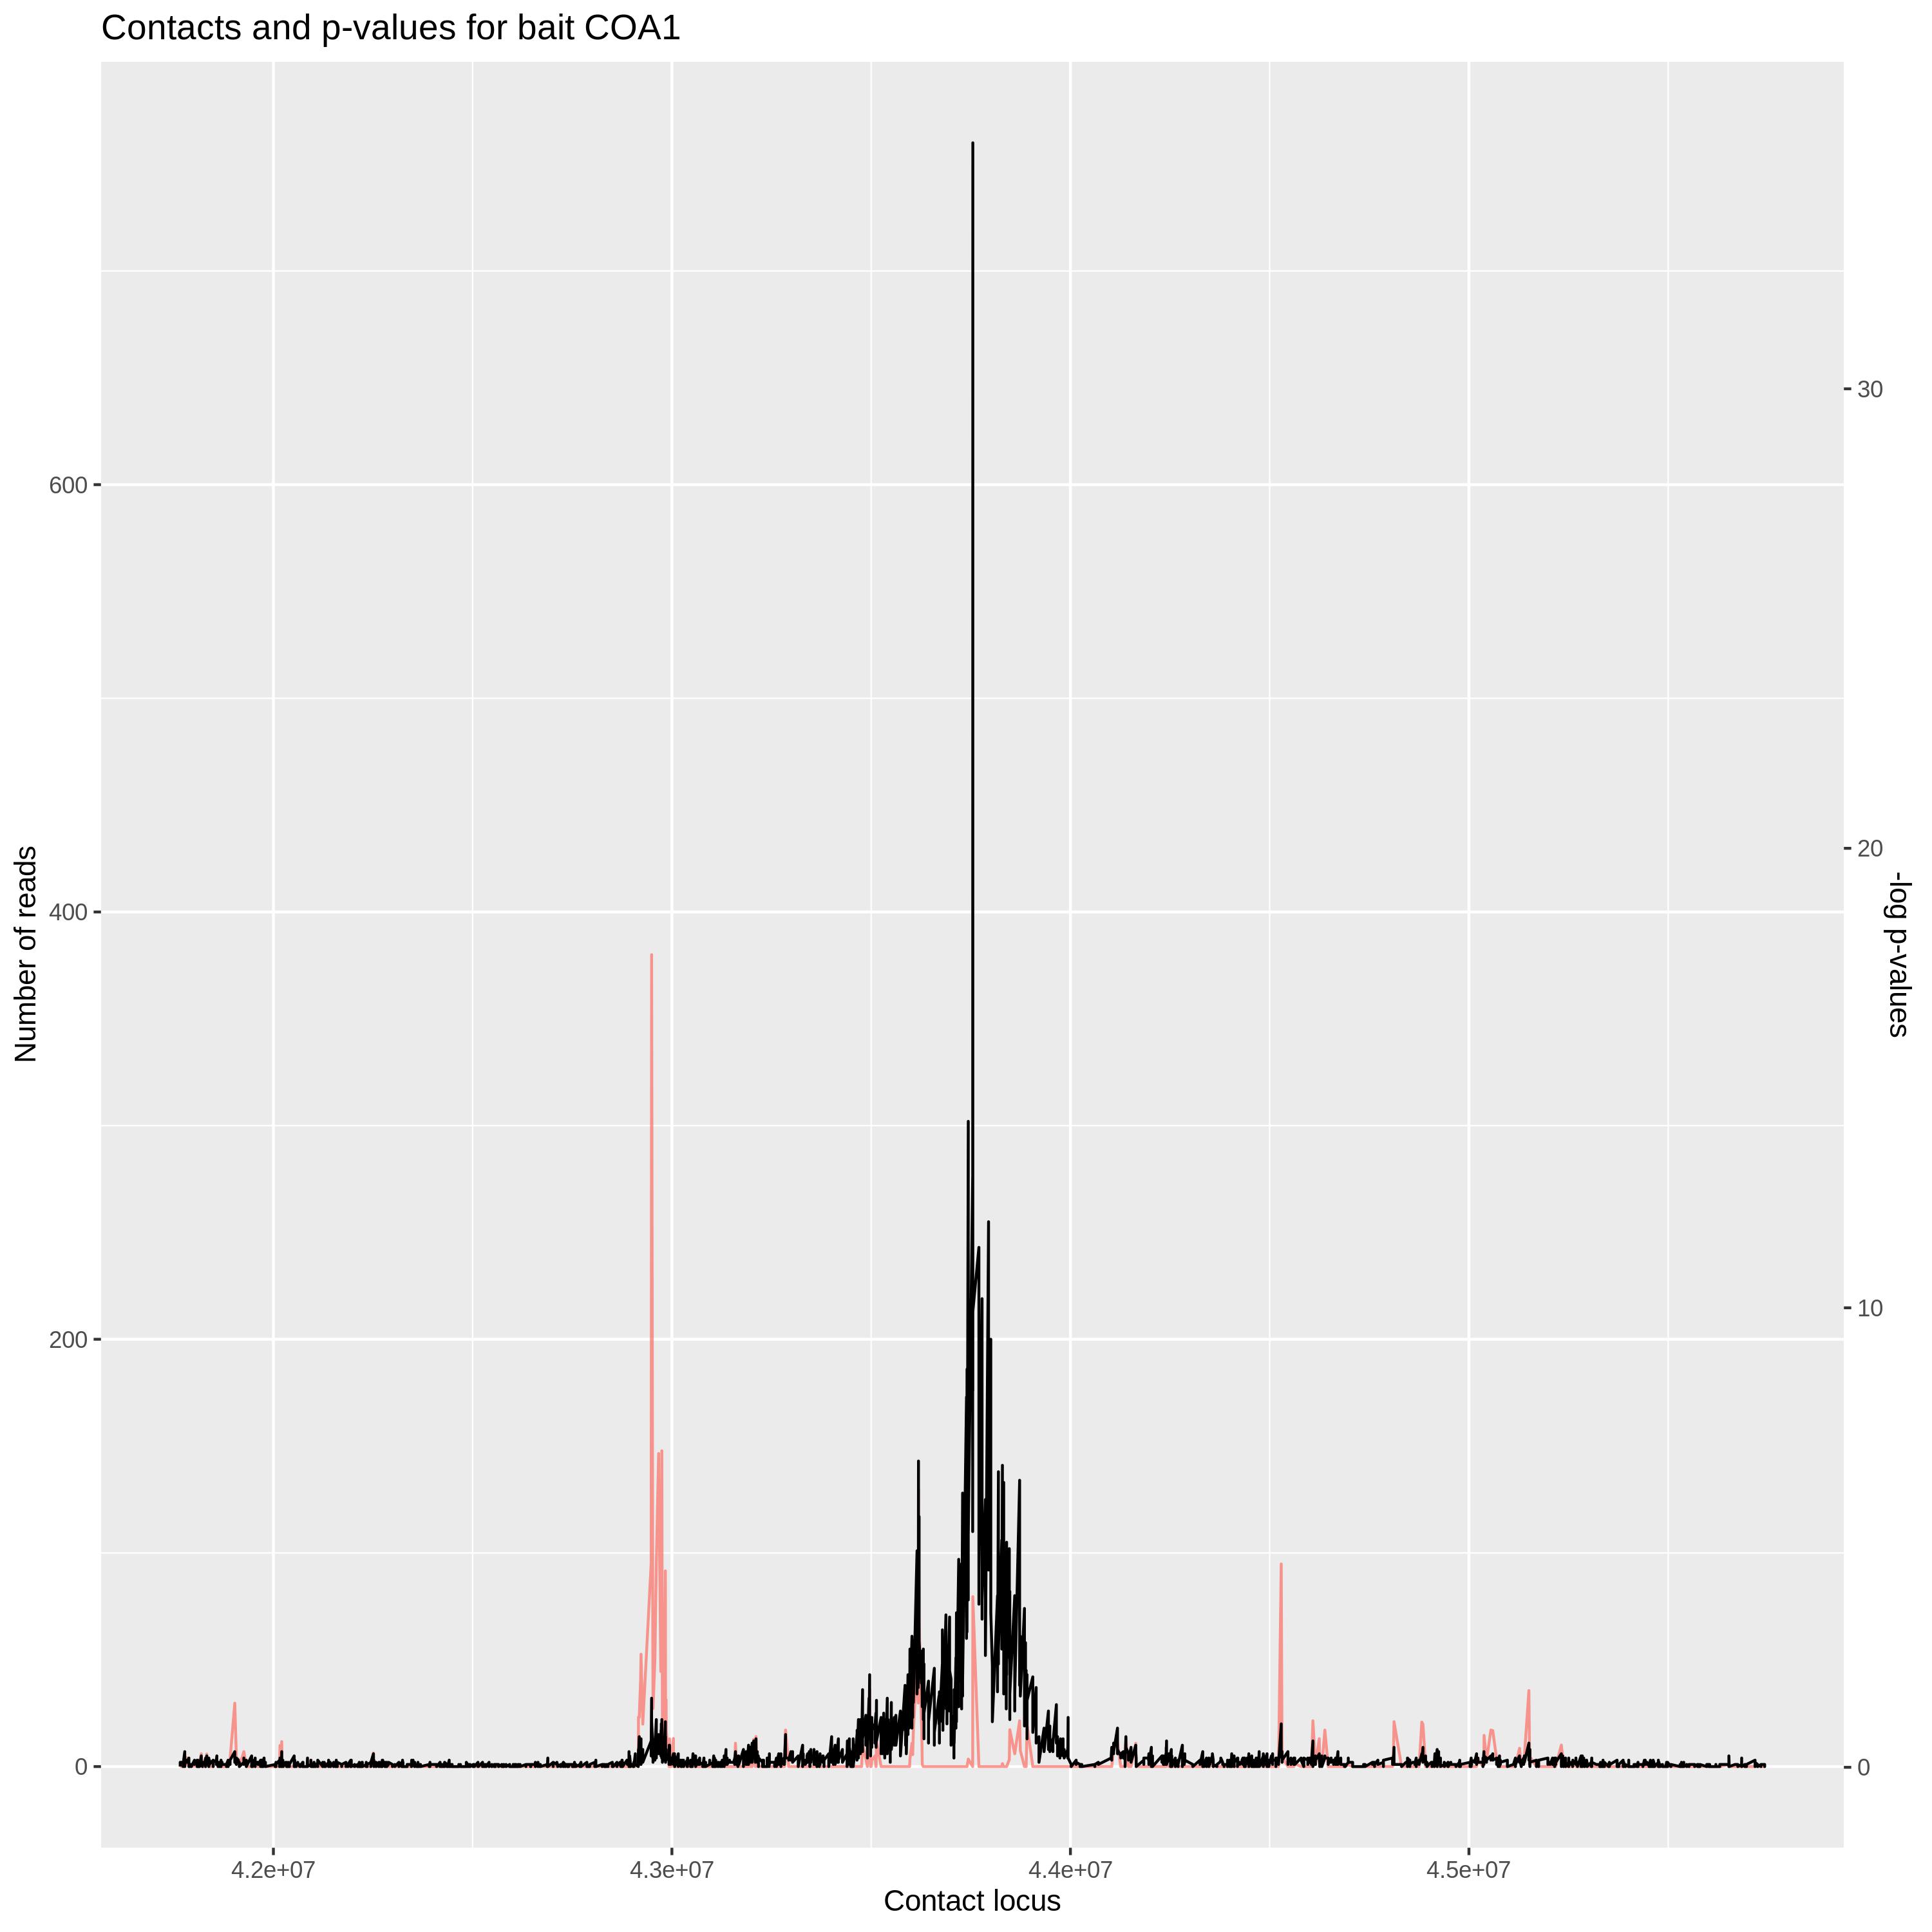 Contacts and p-values for bait COA1
Number of reads
600
400
200
0
30
20
10
0
-log p-values
4.2e+07
4.3e+07
4.4e+07
4.5e+07
Contact locus